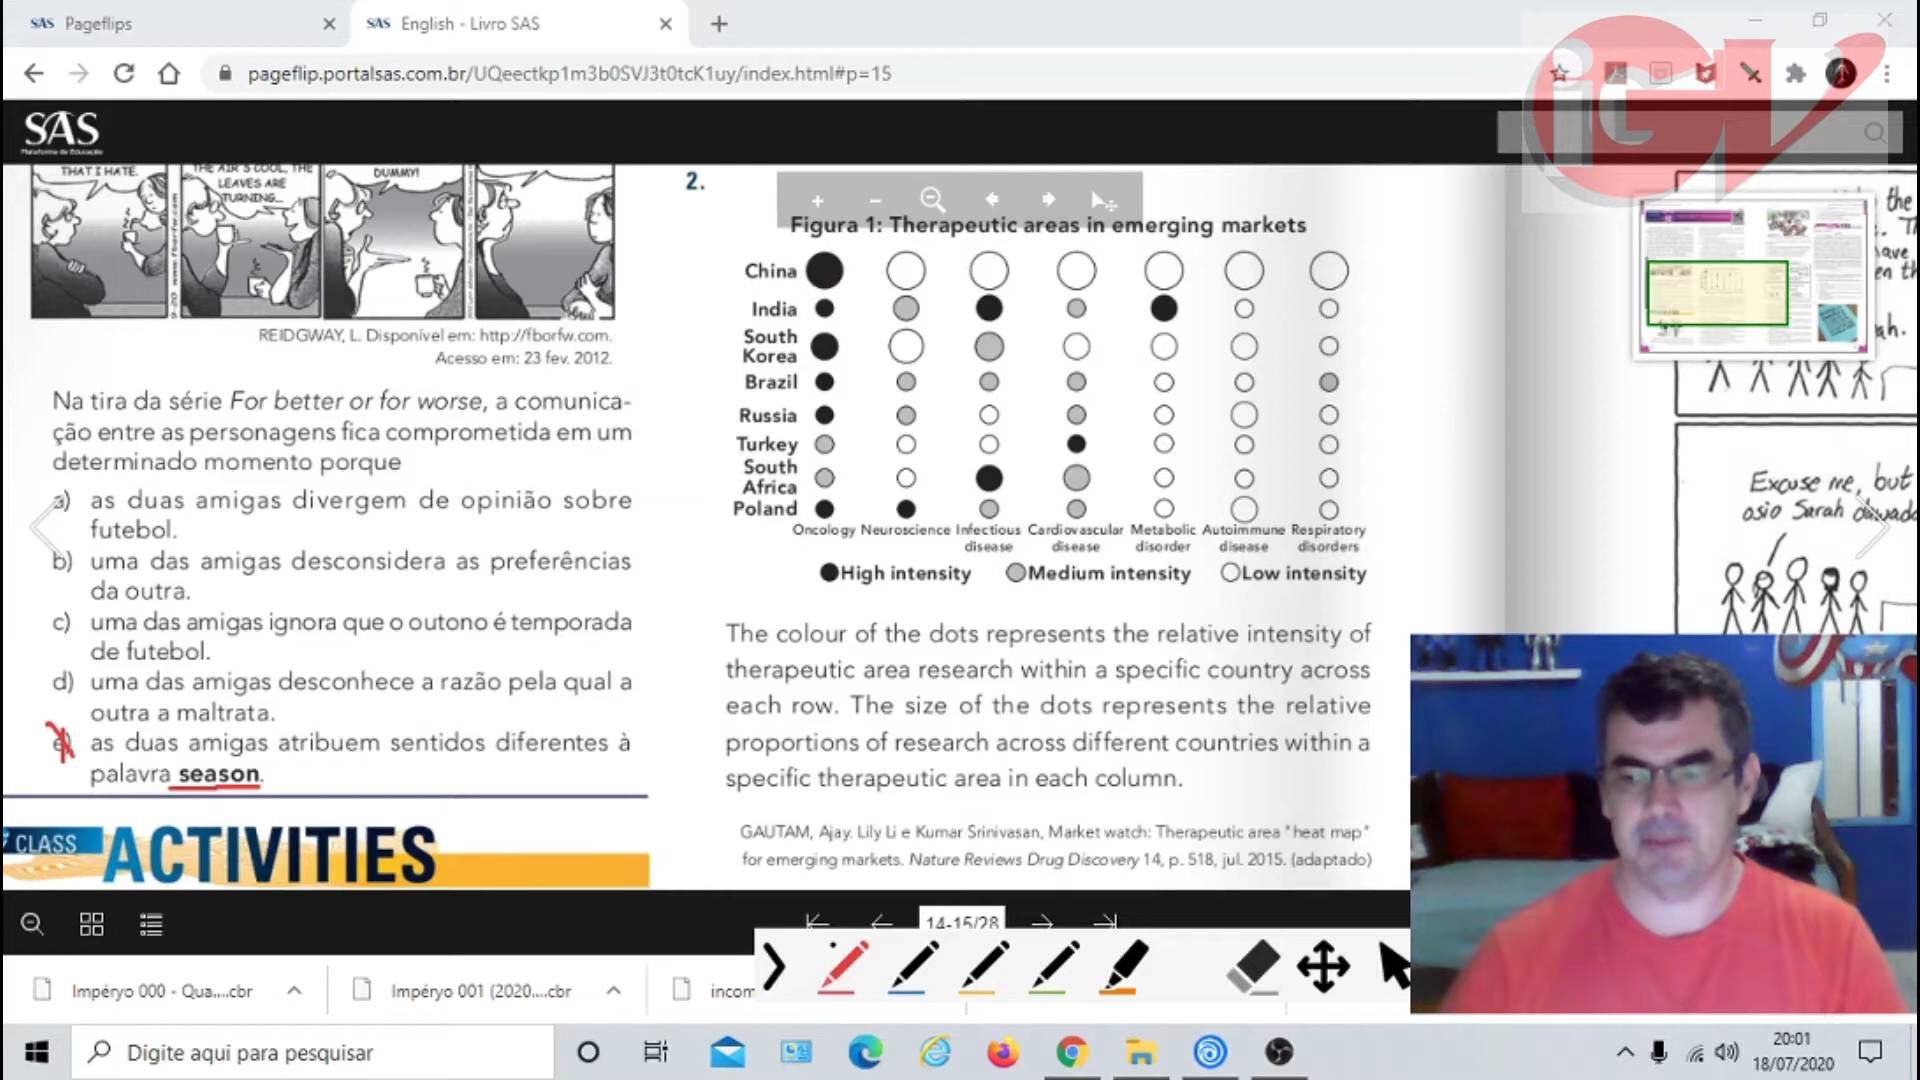 SAS Pageflips
SAS English - Livro SAS
pageflip.portalsas.com.br/UQeectkp1m3b0SVJ3t0tcK1uy/index.html#p=15
iGV
SAS
Plataforma de Educação
THAT I HATE.
THE AIR'S COOL, THE
LEAVES ARE
TURNING...
DUMMY!
REIDGWAY, L. Disponível em: http://fborfw.com.
Acesso em: 23 fev. 2012.
Na tira da série For better or for worse, a comunica-
ção entre as personagens fica comprometida em um
determinado momento porque
a) as duas amigas divergem de opinião sobre
futebol.
b) uma das amigas desconsidera as preferências
da outra.
c) uma das amigas ignora que o outono é temporada
de futebol.
d) uma das amigas desconhece a razão pela qual a
outra a maltrata.
e) as duas amigas atribuem sentidos diferentes à
palavra season.
CLASS
ACTIVITIES
2.
Figura 1: Therapeutic areas in emerging markets
China
India
South
Korea
Brazil
Russia
Turkey
South
Africa
Poland
Oncology Neuroscience Infectious Cardiovascular Metabolic Autoimmune Respiratory
disease disease disorder disease disorders
High intensity Medium intensity Low intensity
The colour of the dots represents the relative intensity of
therapeutic area research within a specific country across
each row. The size of the dots represents the relative
proportions of research across different countries within a
specific therapeutic area in each column.
GAUTAM, Ajay. Lily Li e Kumar Srinivasan, Market watch: Therapeutic area "heat map"
for emerging markets. Nature Reviews Drug Discovery 14, p. 518, jul. 2015. (adaptado)
the
have
Excuse me, but
osio Sarah
14-15/28
Impéryo 000 - Qua....cbr
Impéryo 001 (2020....cbr
incom
Digite aqui para pesquisar
20:01
18/07/2020